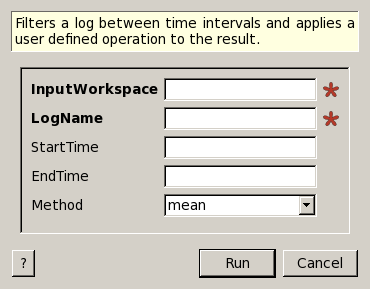 Filters a log between time intervals and applies a
user defined operation to the result.
InputWorkspace
LogName
StartTime
EndTime
Method mean
? Run Cancel